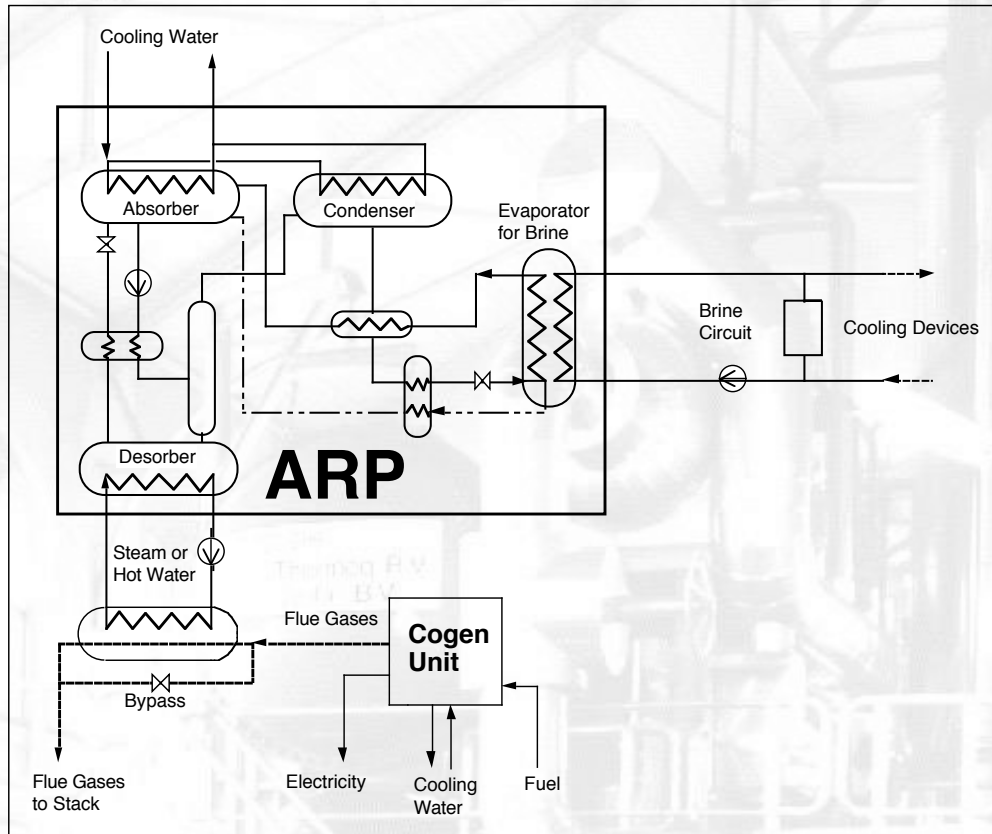 Cooling Water
Absorber
Condenser
Evaporator
for Brine
Brine
Circuit
Cooling Devices
Desorber
ARP
Steam or
Hot Water
Flue Gases
Cogen
Unit
Bypass
Flue Gases
to Stack
Electricity
Cooling
Water
Fuel